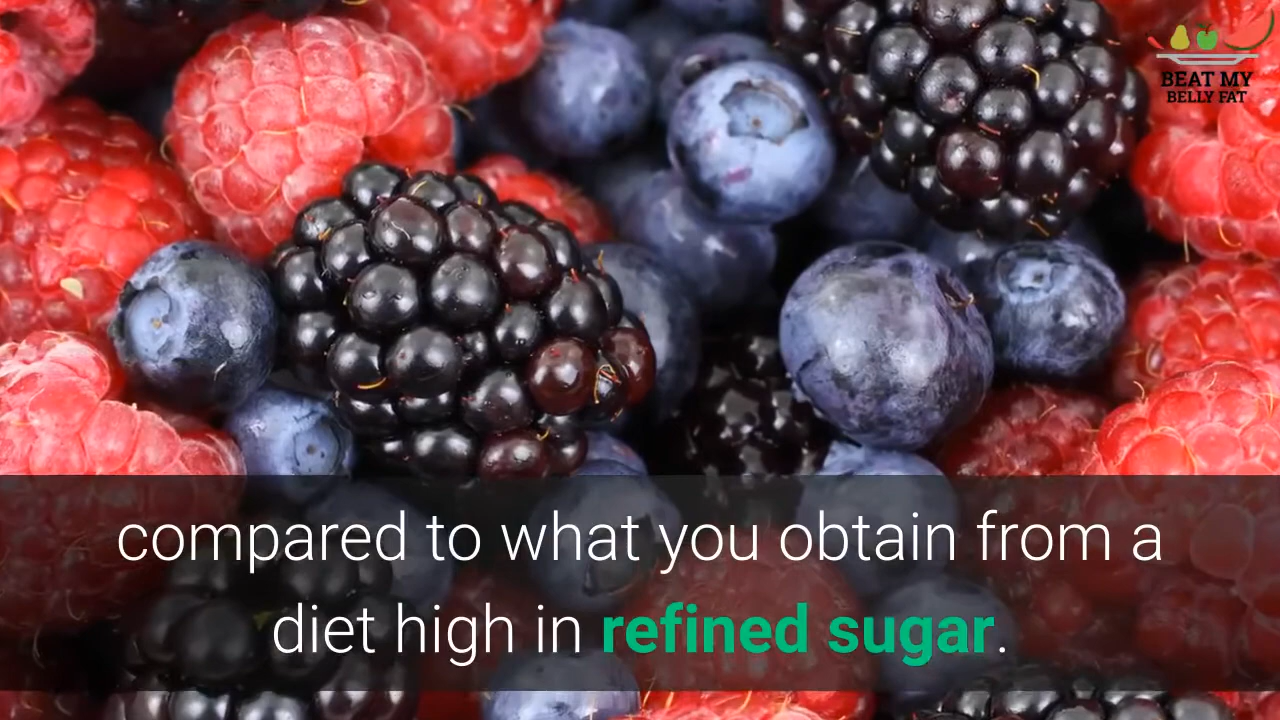 BEAT MY
BELLY FAT
compared to what you obtain from a
diet high in refined sugar.